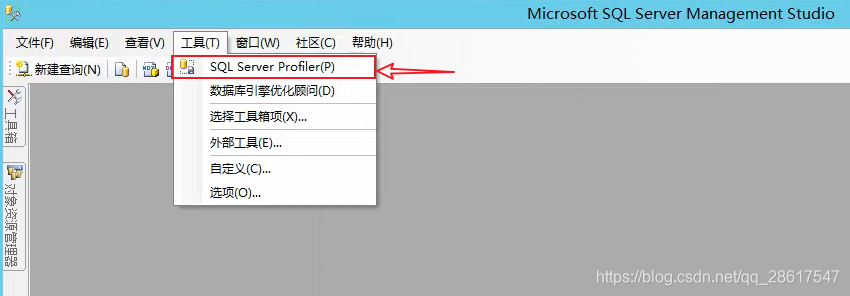 Microsoft SQL Server Management Studio
文件(F) 编辑(E) 查看(V) 工具(T) 窗口(W) 社区(C) 帮助(H)
新建查询(N)
SQL Server Profiler(P)
数据库引擎优化顾问(D)
选择工具箱项(X)...
外部工具(E)...
自定义(C)...
选项(O)...
工具箱
对象资源管理器
https://blog.csdn.net/qq_28617547